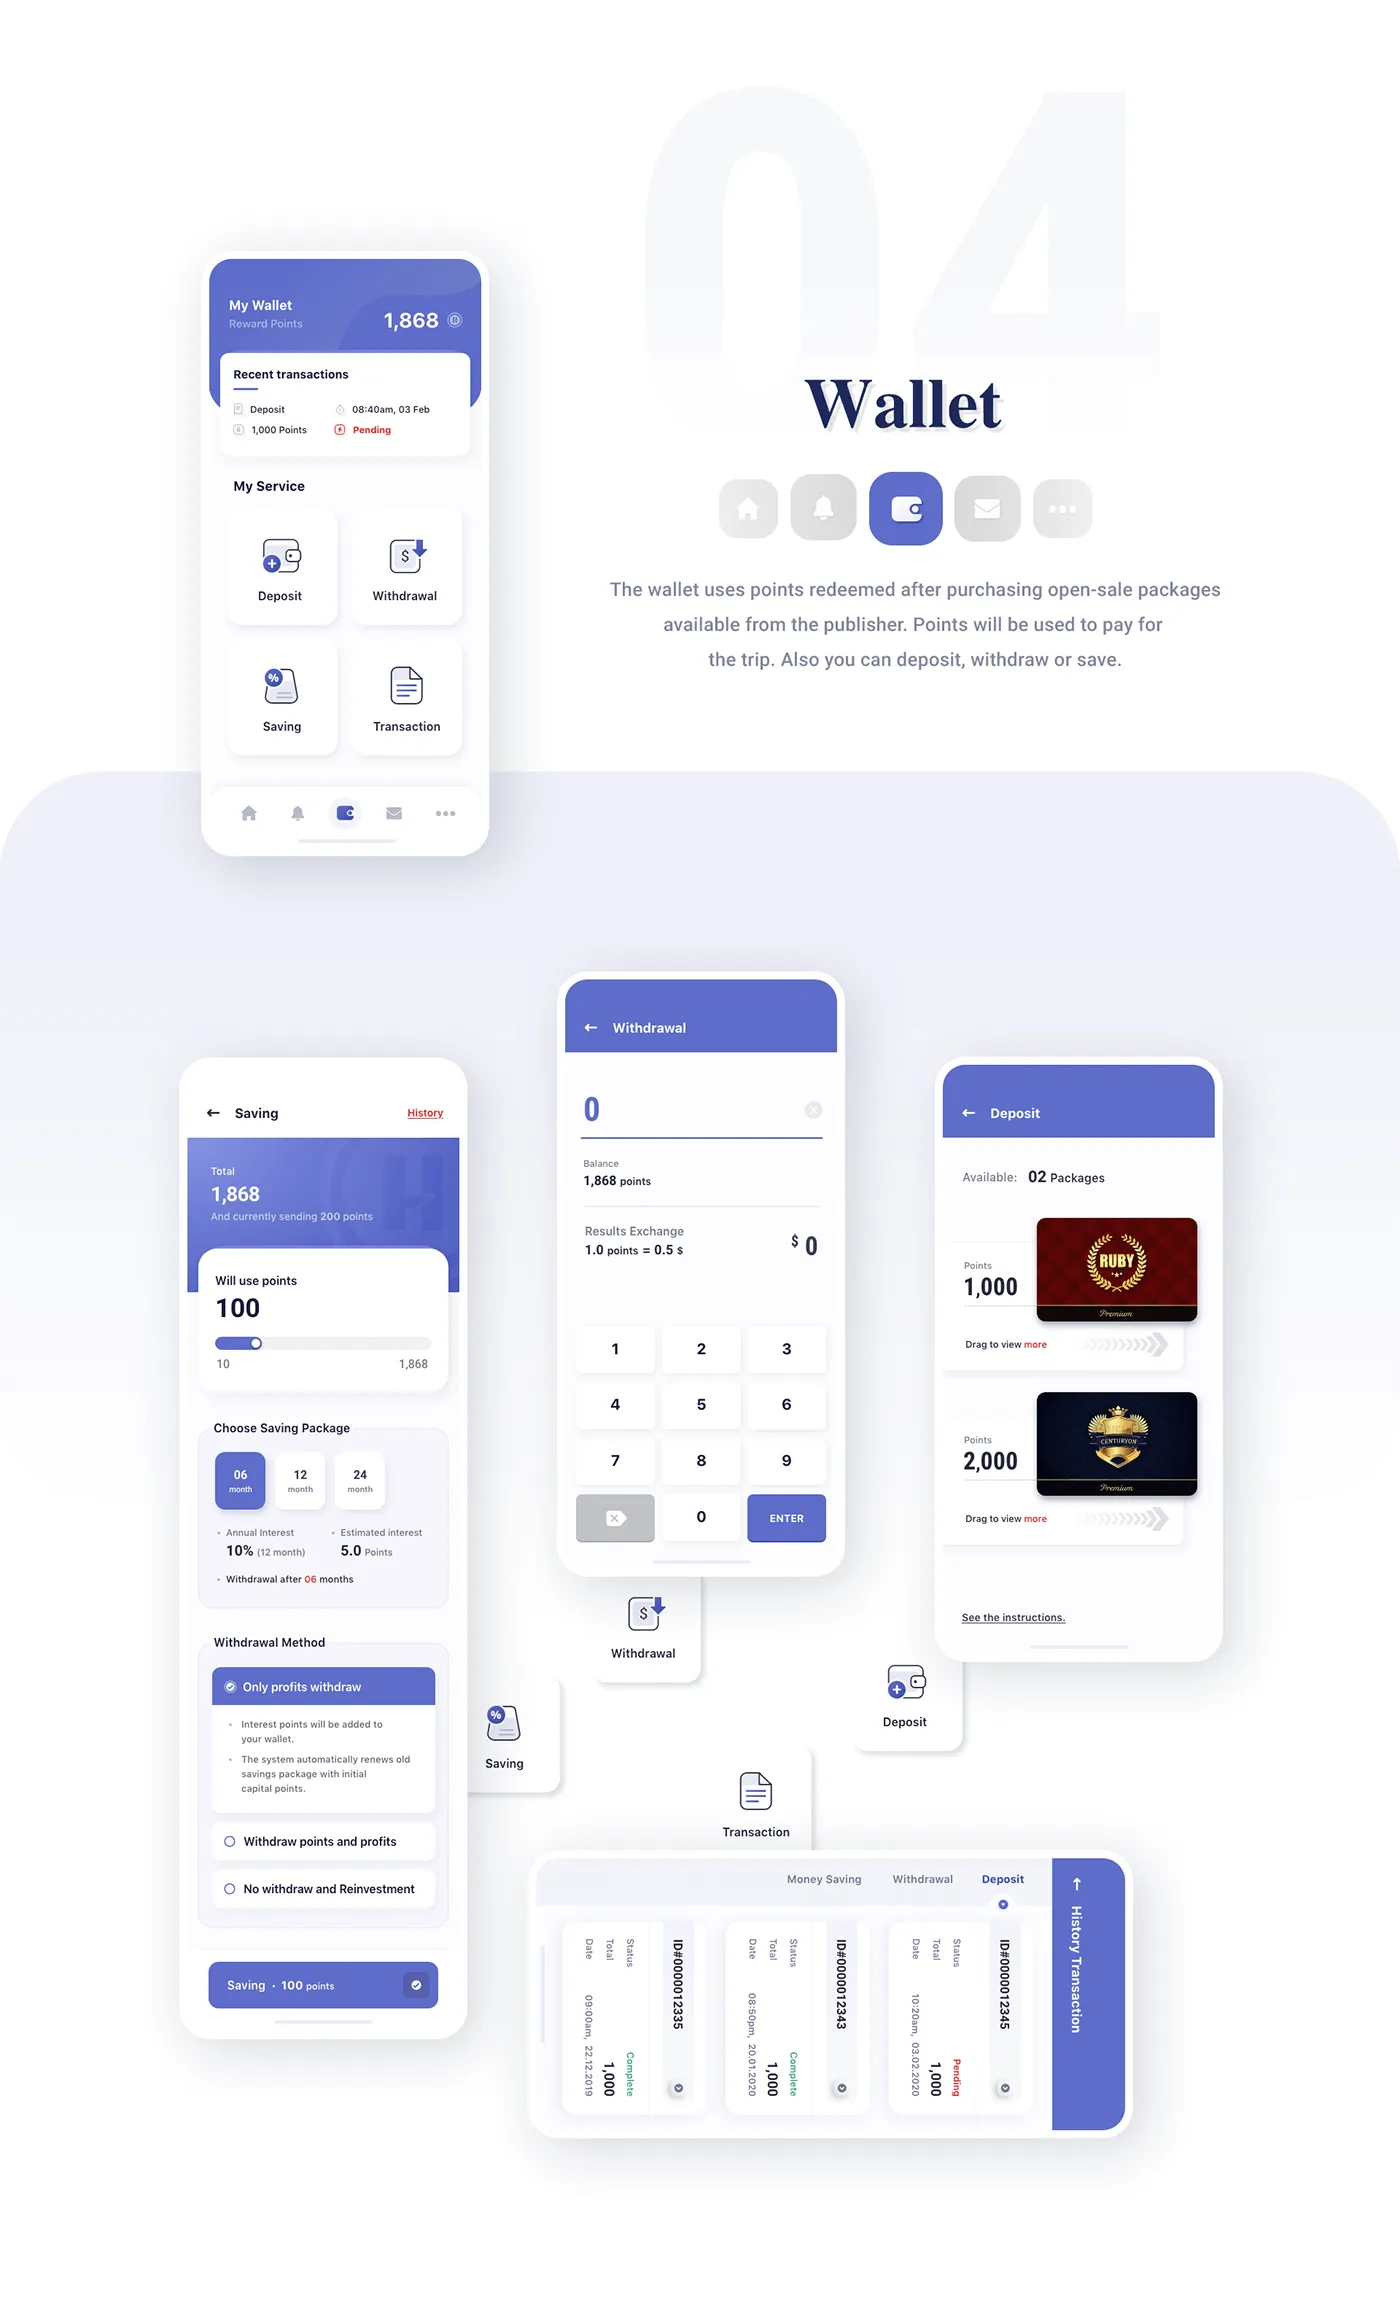 04
Wallet
The wallet uses points redeemed after purchasing open-sale packages
available from the publisher. Points will be used to pay for
the trip. Also you can deposit, withdraw or save.
My Wallet
Reward Points
1,868
Recent transactions
Deposit
08:40am, 03 Feb
1,000 Points
Pending
My Service
Deposit
Withdrawal
Saving
Transaction
Saving
History
Total
1,868
And currently sending 200 points
Will use points
100
10
1,868
Choose Saving Package
06
month
12
month
24
month
Annual Interest
10% (12 month)
Estimated interest
5.0 Points
Withdrawal after 06 months
Withdrawal Method
Only profits withdraw
Interest points will be added to
your wallet.
The system automatically renews old
savings package with initial
capital points.
Withdraw points and profits
No withdraw and Reinvestment
Saving • 100 points
Withdrawal
0
Balance
1,868 points
Results Exchange
1.0 points = 0.5 $
$ 0
1
2
3
4
5
6
7
8
9
0
ENTER
Deposit
Available: 02 Packages
Points
1,000
RUBY
Premium
Drag to view more
Points
2,000
CENTURYON
Premium
Drag to view more
See the instructions.
Withdrawal
Saving
Deposit
Transaction
History Transaction
Deposit
Withdrawal
Money Saving
ID#0000012345
Status Pending
Total 1,000
Date 10:20am, 03.02.2020
ID#0000012343
Status Complete
Total 1,000
Date 08:50pm, 20.01.2020
ID#0000012335
Status Complete
Total 1,000
Date 09:00am, 22.12.2019